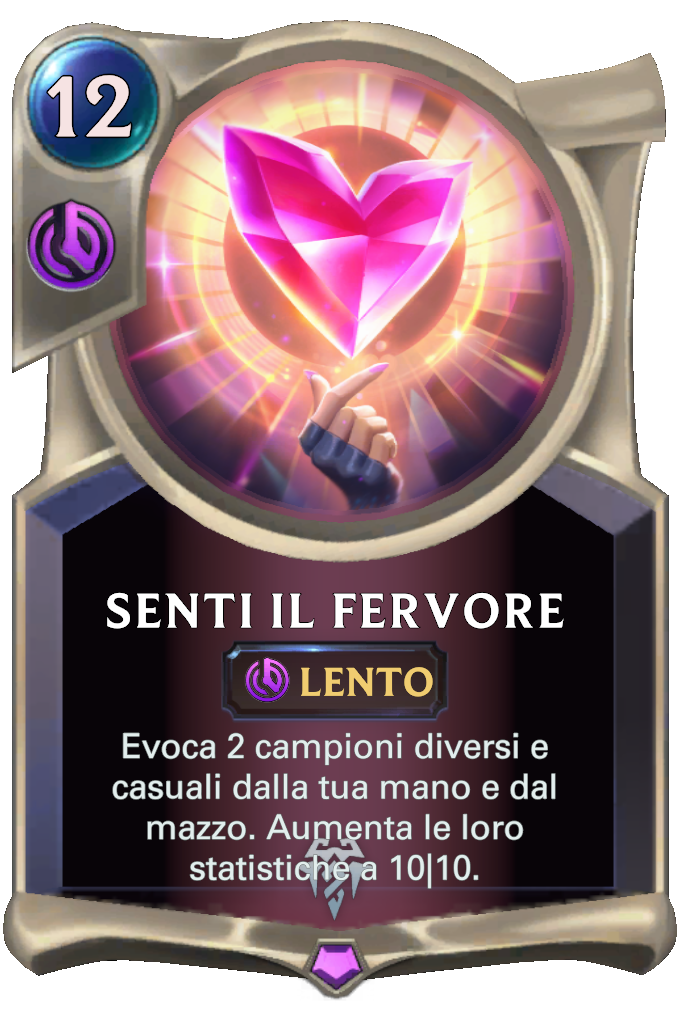 12
SENTI IL FERVORE
LENTO
Evoca 2 campioni diversi e
casuali dalla tua mano e dal
mazzo. Aumenta le loro
statistiche a 10|10.